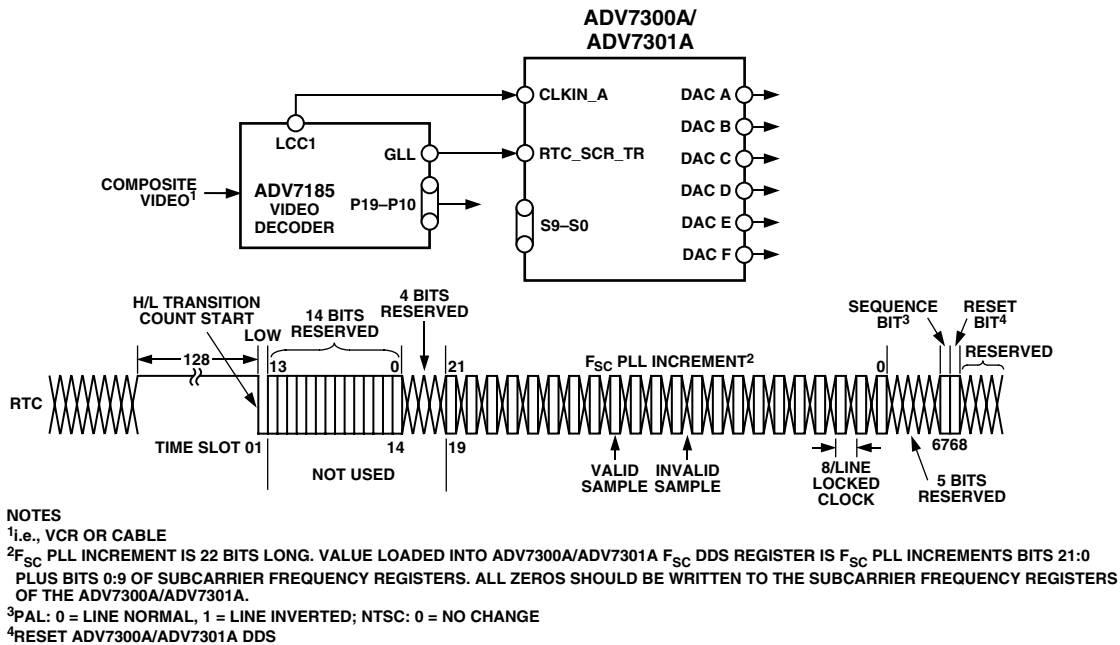 ADV7300A/
ADV7301A
CLKIN_A
DAC A
DAC B
LCC1
GLL
RTC_SCR_TR
DAC C
COMPOSITE
VIDEO1
ADV7185
VIDEO
DECODER
P19–P10
DAC D
S9–S0
DAC E
DAC F
H/L TRANSITION
COUNT START
LOW
14 BITS
RESERVED
4 BITS
RESERVED
SEQUENCE
BIT3
RESET
BIT4
RESERVED
128
13
0
21
FSC PLL INCREMENT2
0
RTC
TIME SLOT 01
14
19
6768
NOT USED
VALID
SAMPLE
INVALID
SAMPLE
8/LINE
LOCKED
CLOCK
5 BITS
RESERVED
NOTES
1i.e., VCR OR CABLE
2FSC PLL INCREMENT IS 22 BITS LONG. VALUE LOADED INTO ADV7300A/ADV7301A FSC DDS REGISTER IS FSC PLL INCREMENTS BITS 21:0
PLUS BITS 0:9 OF SUBCARRIER FREQUENCY REGISTERS. ALL ZEROS SHOULD BE WRITTEN TO THE SUBCARRIER FREQUENCY REGISTERS
OF THE ADV7300A/ADV7301A.
3PAL: 0 = LINE NORMAL, 1 = LINE INVERTED; NTSC: 0 = NO CHANGE
4RESET ADV7300A/ADV7301A DDS